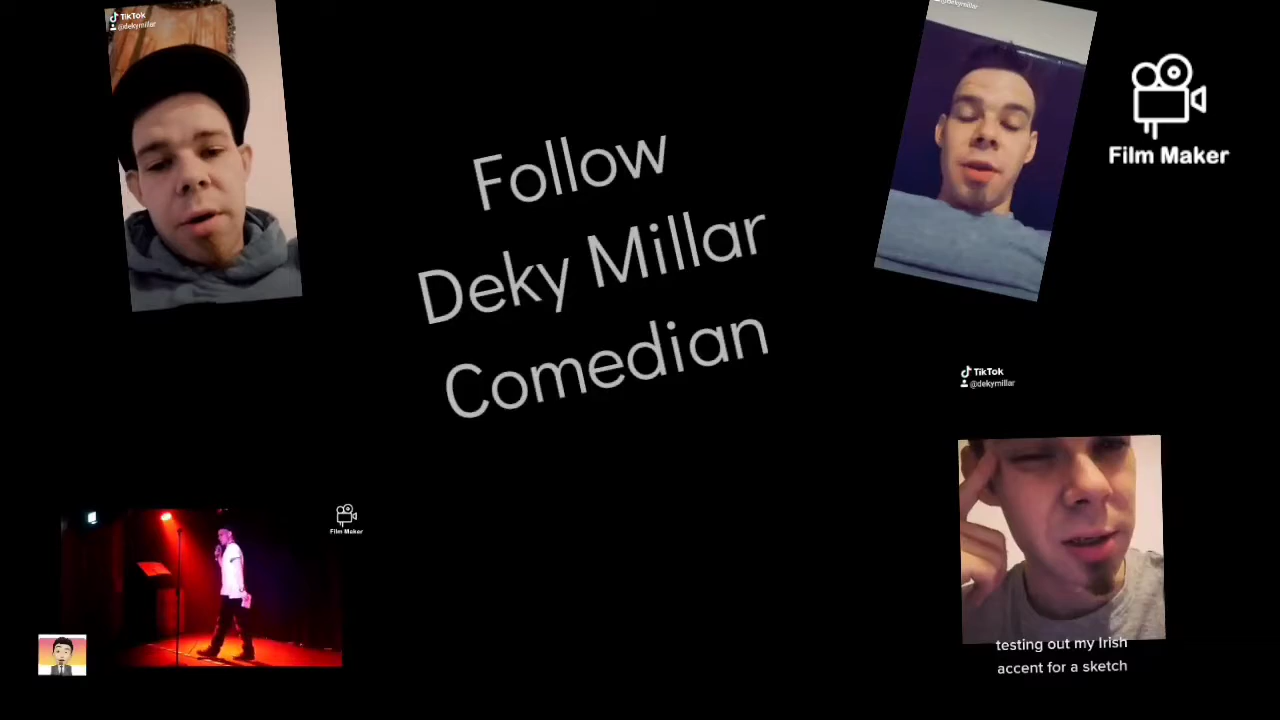 TikTok
@dekymillar
@dekymillar
Film Maker
Follow
Deky Millar
Comedian
TikTok
@dekymillar
Film Maker
testing out my Irish
accent for a sketch